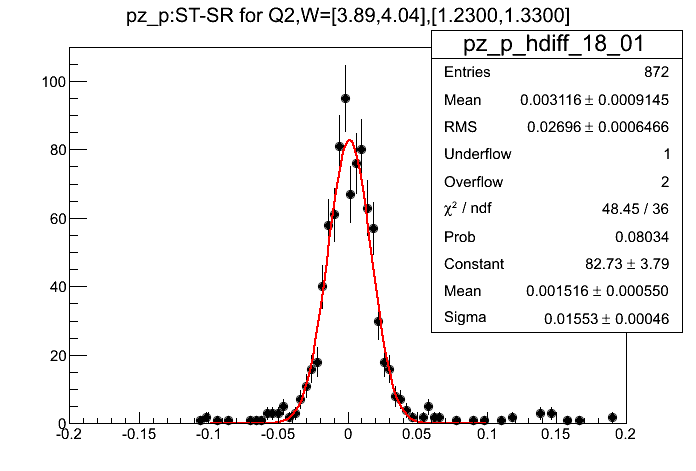 pz_p:ST-SR for Q2,W=[3.89,4.04],[1.2300,1.3300]
pz_p_hdiff_18_01
Entries 872
Mean 0.003116 ± 0.0009145
RMS 0.02696 ± 0.0006466
Underflow 1
Overflow 2
χ² / ndf 48.45 / 36
Prob 0.08034
Constant 82.73 ± 3.79
Mean 0.001516 ± 0.000550
Sigma 0.01553 ± 0.00046
100
80
60
40
20
0
-0.2 -0.15 -0.1 -0.05 0 0.05 0.1 0.15 0.2